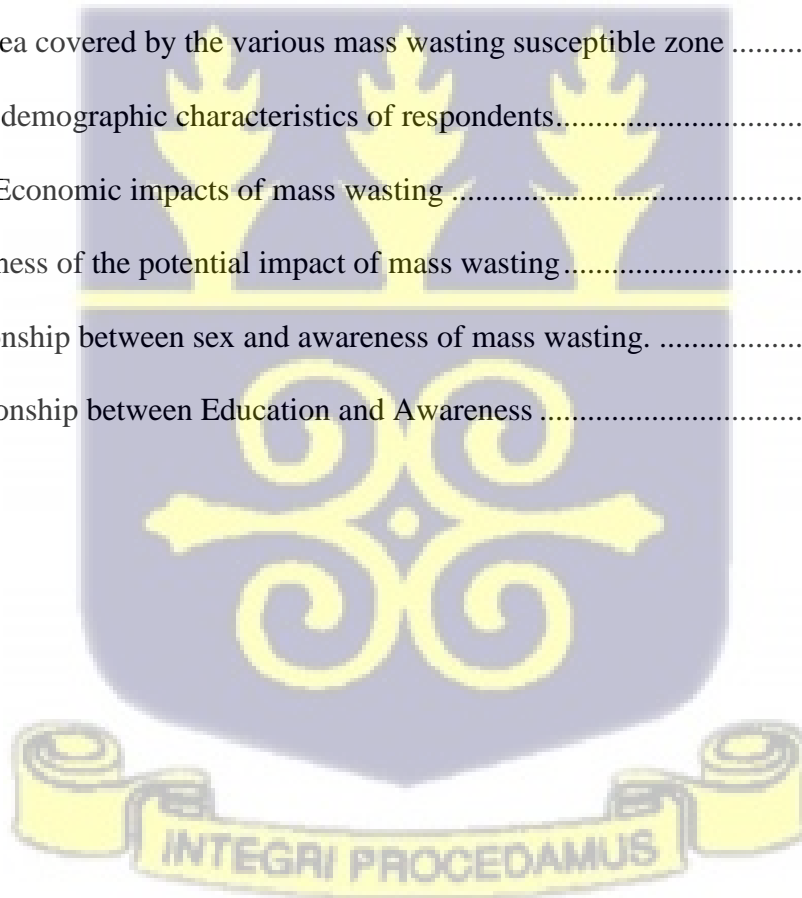 ea covered by the various mass wasting susceptible zone .........
demographic characteristics of respondents..............................
Economic impacts of mass wasting ...........................................
ness of the potential impact of mass wasting.............................
onship between sex and awareness of mass wasting. .................
onship between Education and Awareness ................................
INTEGRI PROCEDAMUS